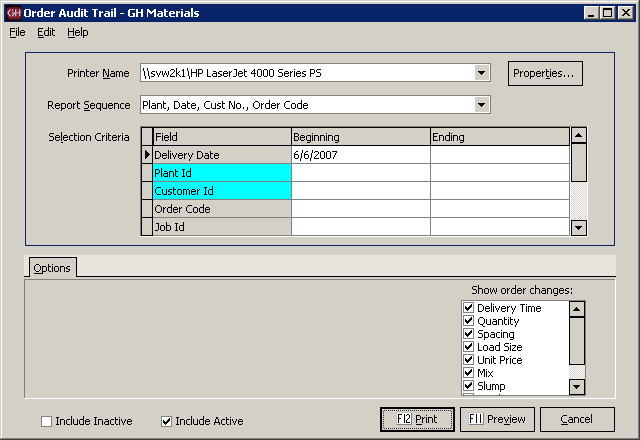 GH Order Audit Trail - GH Materials
File Edit Help
Printer Name \\svw2k1\HP LaserJet 4000 Series PS Properties...
Report Sequence Plant, Date, Cust No., Order Code
Selection Criteria Field Beginning Ending
Delivery Date 6/6/2007
Plant Id
Customer Id
Order Code
Job Id
Options
Show order changes:
Delivery Time
Quantity
Spacing
Load Size
Unit Price
Mix
Slump
Include Inactive Include Active F12 Print F11 Preview Cancel